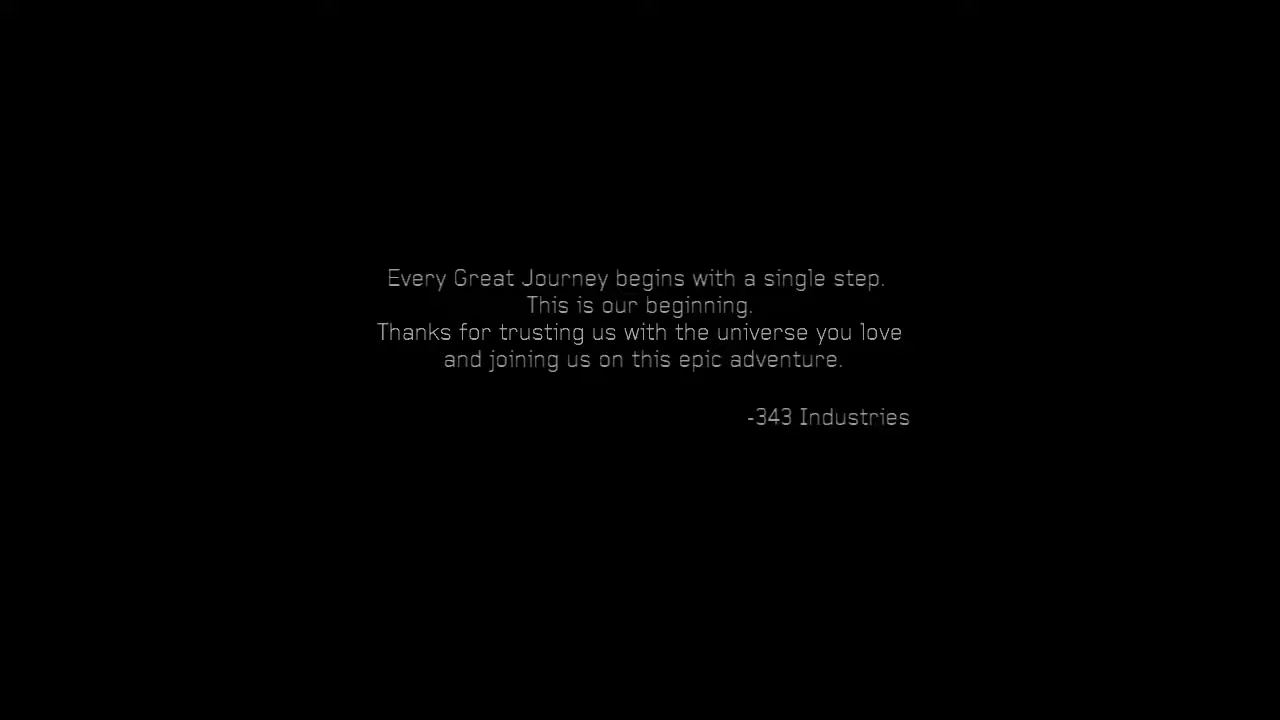 Every Great Journey begins with a single step.
This is our beginning.
Thanks for trusting us with the universe you love
and joining us on this epic adventure.
-343 Industries